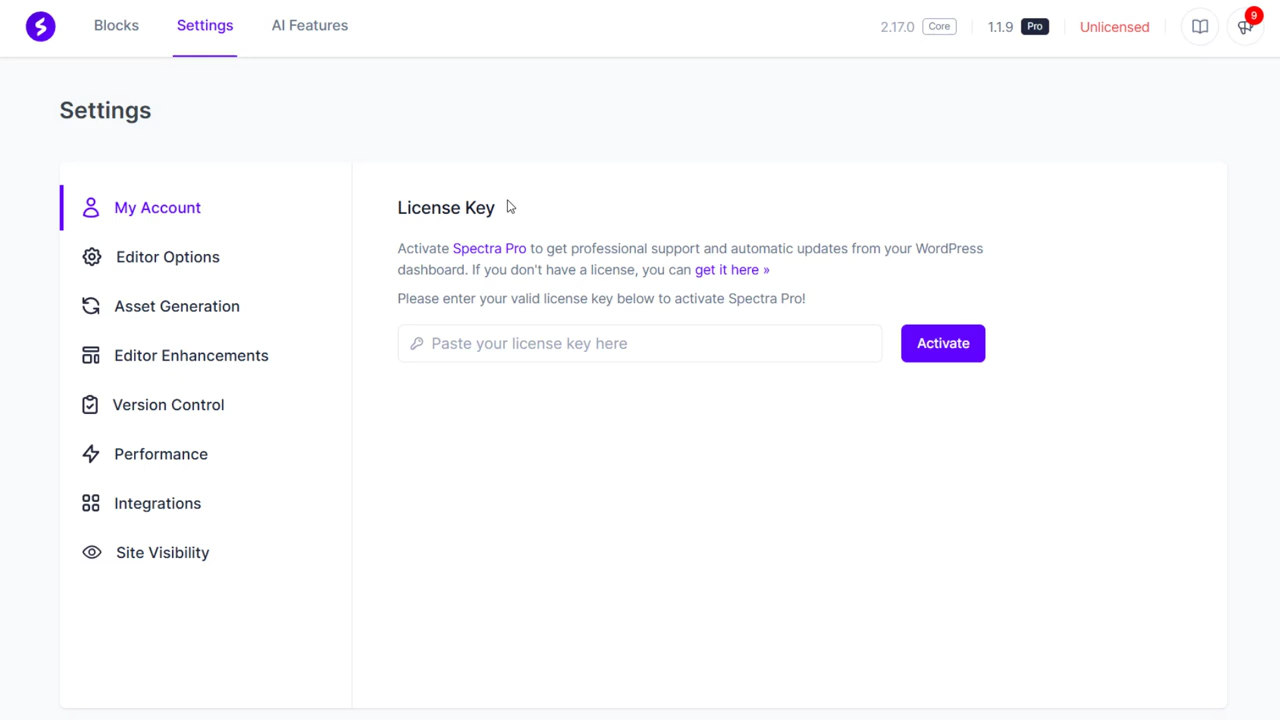 Blocks
Settings
AI Features
2.17.0 Core
1.1.9 Pro
Unlicensed
9
Settings
My Account
Editor Options
Asset Generation
Editor Enhancements
Version Control
Performance
Integrations
Site Visibility
License Key
Activate Spectra Pro to get professional support and automatic updates from your WordPress
dashboard. If you don't have a license, you can get it here »
Please enter your valid license key below to activate Spectra Pro!
Paste your license key here
Activate